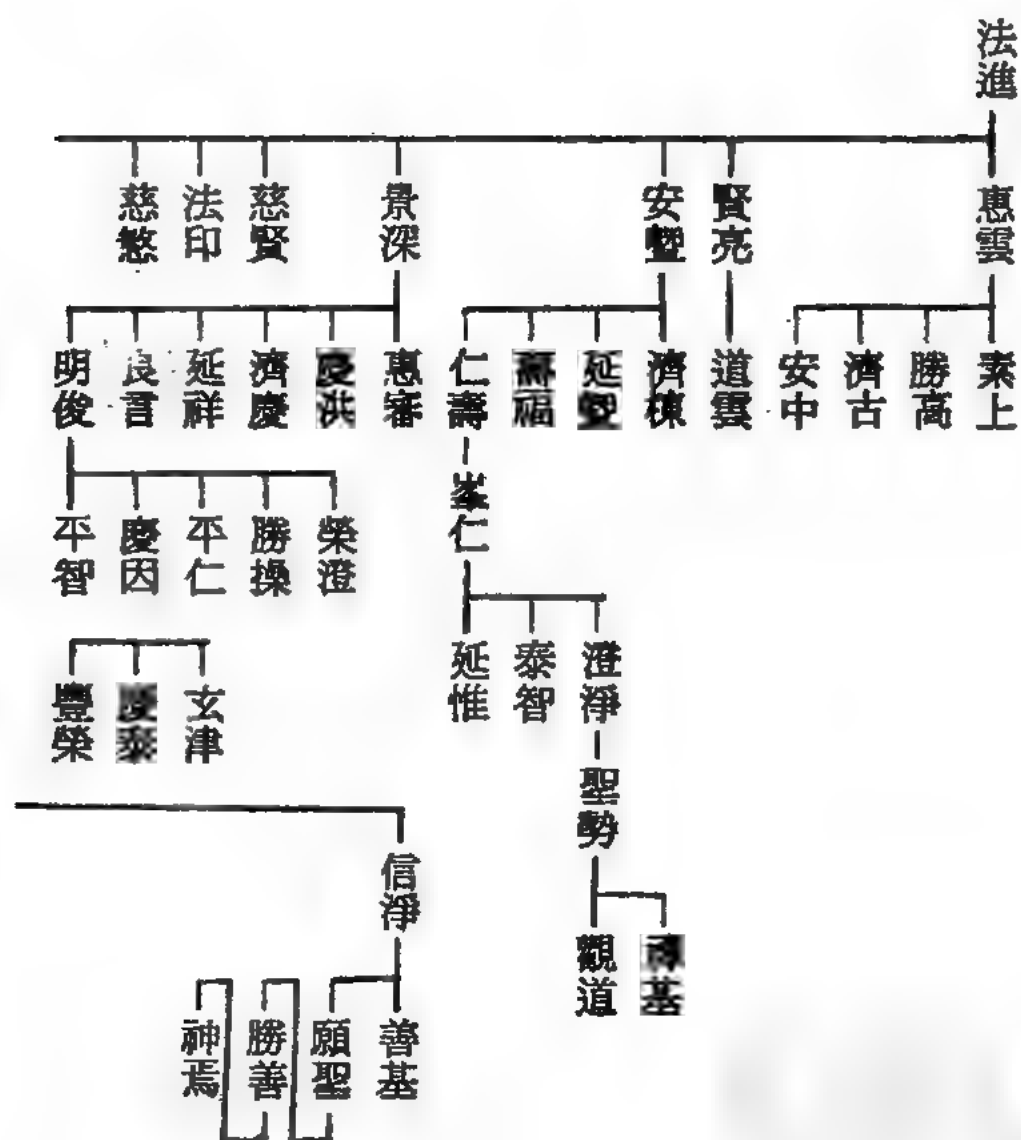 法進
惠雲
賢亮
安曁
景深
慈賢
法印
慈慜
素上
勝高
濟古
安中
道雲
濟棟
延豐
壽福
仁壽
惠審
慶洪
濟慶
延祥
良言
明俊
峯仁
榮澄
勝操
平仁
慶因
平智
澄淨
泰智
延惟
玄津
慶泰
豐榮
聖勢
信淨
觀道
善基
願聖
勝善
神焉